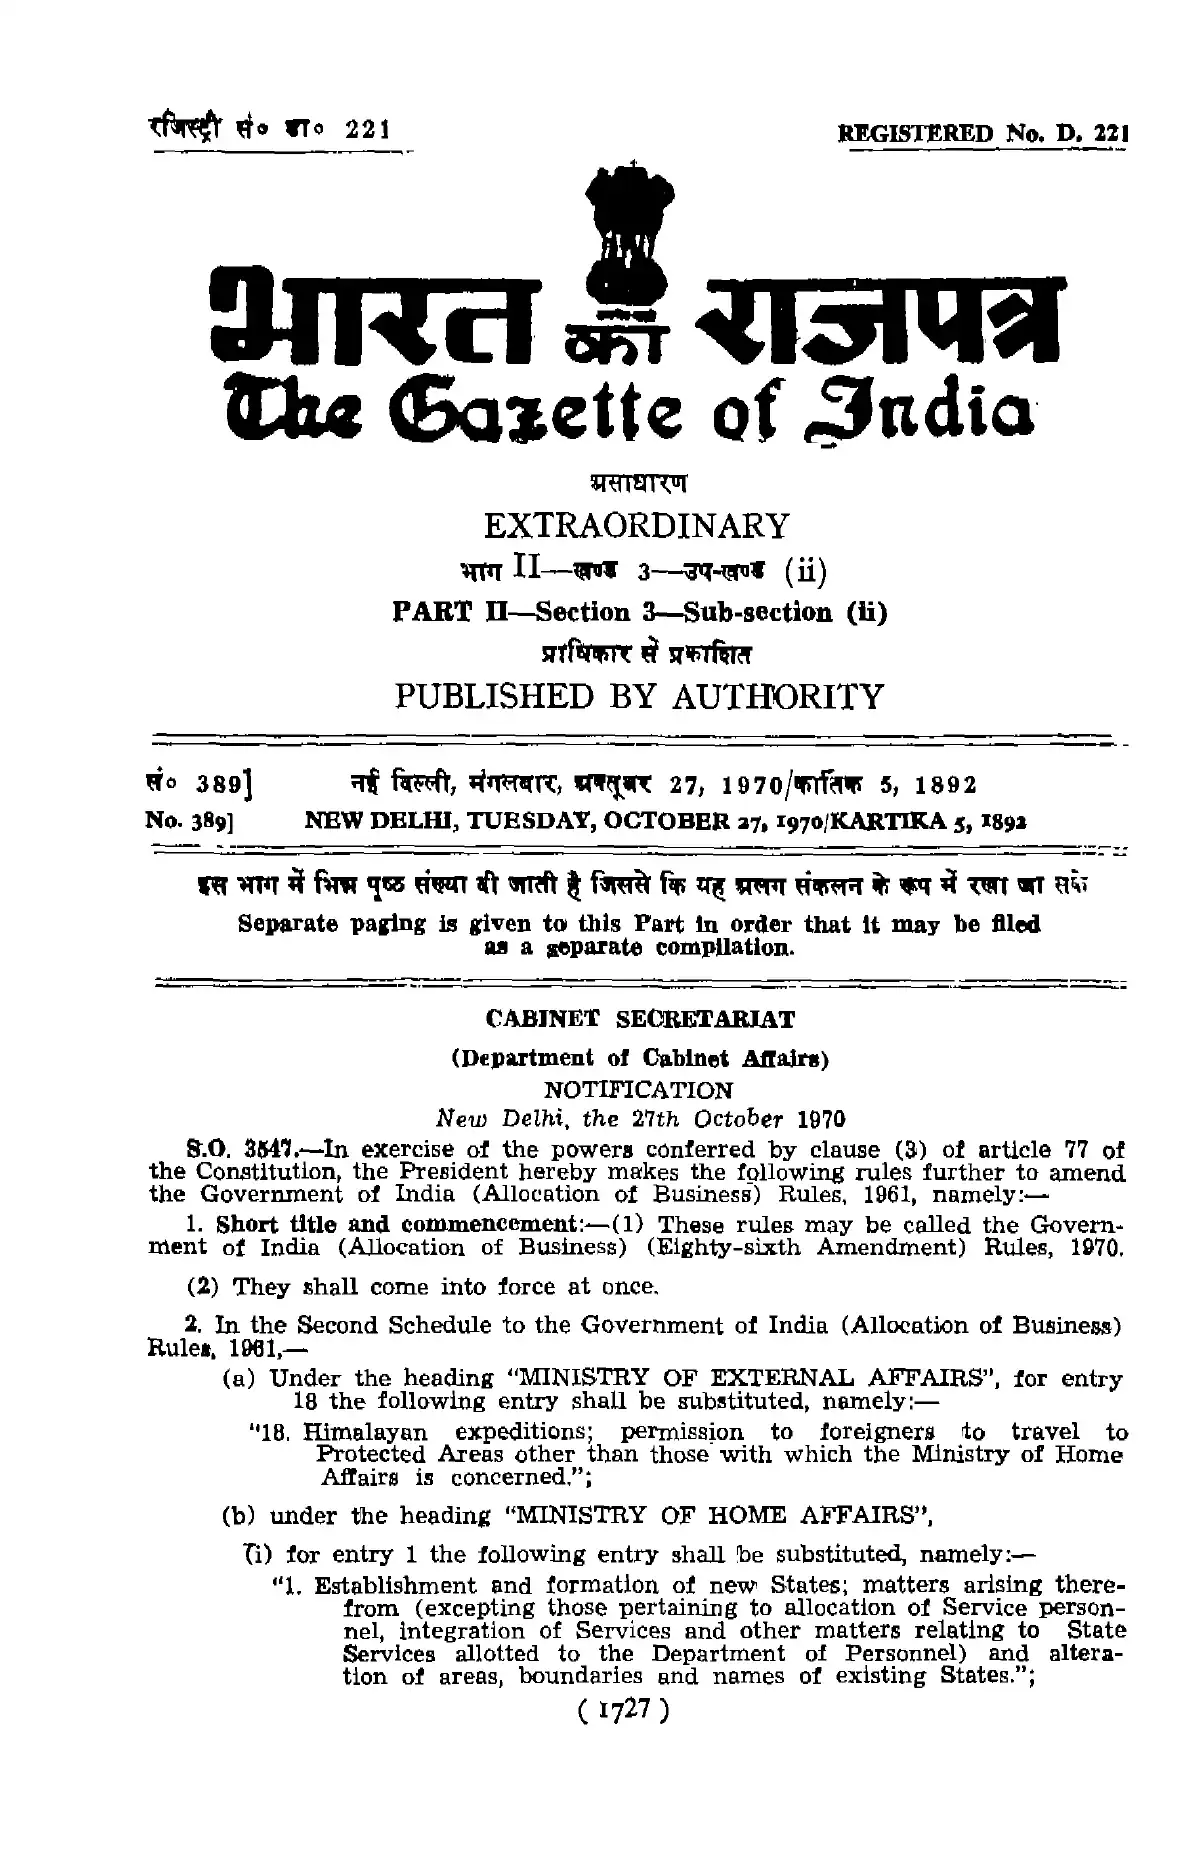 रजिस्ट्री सं० डा० 221
REGISTERED No. D. 221
भारत का राजपत्र
The Gazette of India
असाधारण
EXTRAORDINARY
भाग II—खण्ड 3—उप-खण्ड (ii)
PART II—Section 3—Sub-section (ii)
प्राधिकार से प्रकाशित
PUBLISHED BY AUTHORITY
सं० 389]
नई दिल्ली, मंगलवार, अक्तूबर 27, 1970/कार्तिक 5, 1892
No. 389]
NEW DELHI, TUESDAY, OCTOBER 27, 1970/KARTIKA 5, 1892
इस भाग में भिन्न पृष्ठ संख्या दी जाती है जिससे कि यह अलग संकलन के रूप में रखा जा सके
Separate paging is given to this Part in order that it may be filed
as a separate compilation.
CABINET SECRETARIAT
(Department of Cabinet Affairs)
NOTIFICATION
New Delhi, the 27th October 1970
S.O. 3547.—In exercise of the powers conferred by clause (3) of article 77 of
the Constitution, the President hereby makes the following rules further to amend
the Government of India (Allocation of Business) Rules, 1961, namely:—
1. Short title and commencement:—(1) These rules may be called the Govern-
ment of India (Allocation of Business) (Eighty-sixth Amendment) Rules, 1970.
(2) They shall come into force at once.
2. In the Second Schedule to the Government of India (Allocation of Business)
Rules, 1961,—
(a) Under the heading "MINISTRY OF EXTERNAL AFFAIRS", for entry
18 the following entry shall be substituted, namely:—
"18. Himalayan expeditions; permission to foreigners to travel to
Protected Areas other than those with which the Ministry of Home
Affairs is concerned.";
(b) under the heading "MINISTRY OF HOME AFFAIRS",
(i) for entry 1 the following entry shall be substituted, namely:—
"1. Establishment and formation of new States; matters arising there-
from (excepting those pertaining to allocation of Service person-
nel, integration of Services and other matters relating to State
Services allotted to the Department of Personnel) and altera-
tion of areas, boundaries and names of existing States.";
( 1727 )